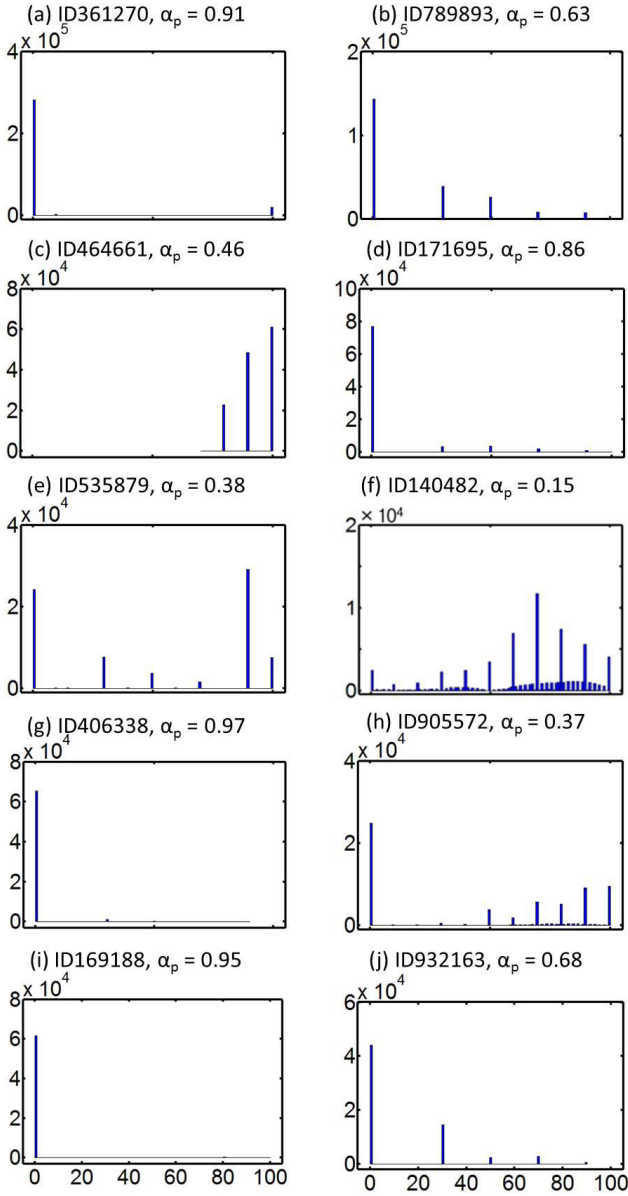 (a) ID361270, αp = 0.91
(b) ID789893, αp = 0.63
x 10^5
x 10^5
4
2
0
2
1
0
(c) ID464661, αp = 0.46
(d) ID171695, αp = 0.86
x 10^4
x 10^4
8
6
4
2
0
10
8
6
4
2
0
(e) ID535879, αp = 0.38
(f) ID140482, αp = 0.15
x 10^4
× 10^4
4
2
0
2
1
0
(g) ID406338, αp = 0.97
(h) ID905572, αp = 0.37
x 10^4
x 10^4
8
6
4
2
0
4
2
0
(i) ID169188, αp = 0.95
(j) ID932163, αp = 0.68
x 10^4
x 10^4
8
6
4
2
0
6
4
2
0
0 20 40 60 80 100
0 20 40 60 80 100